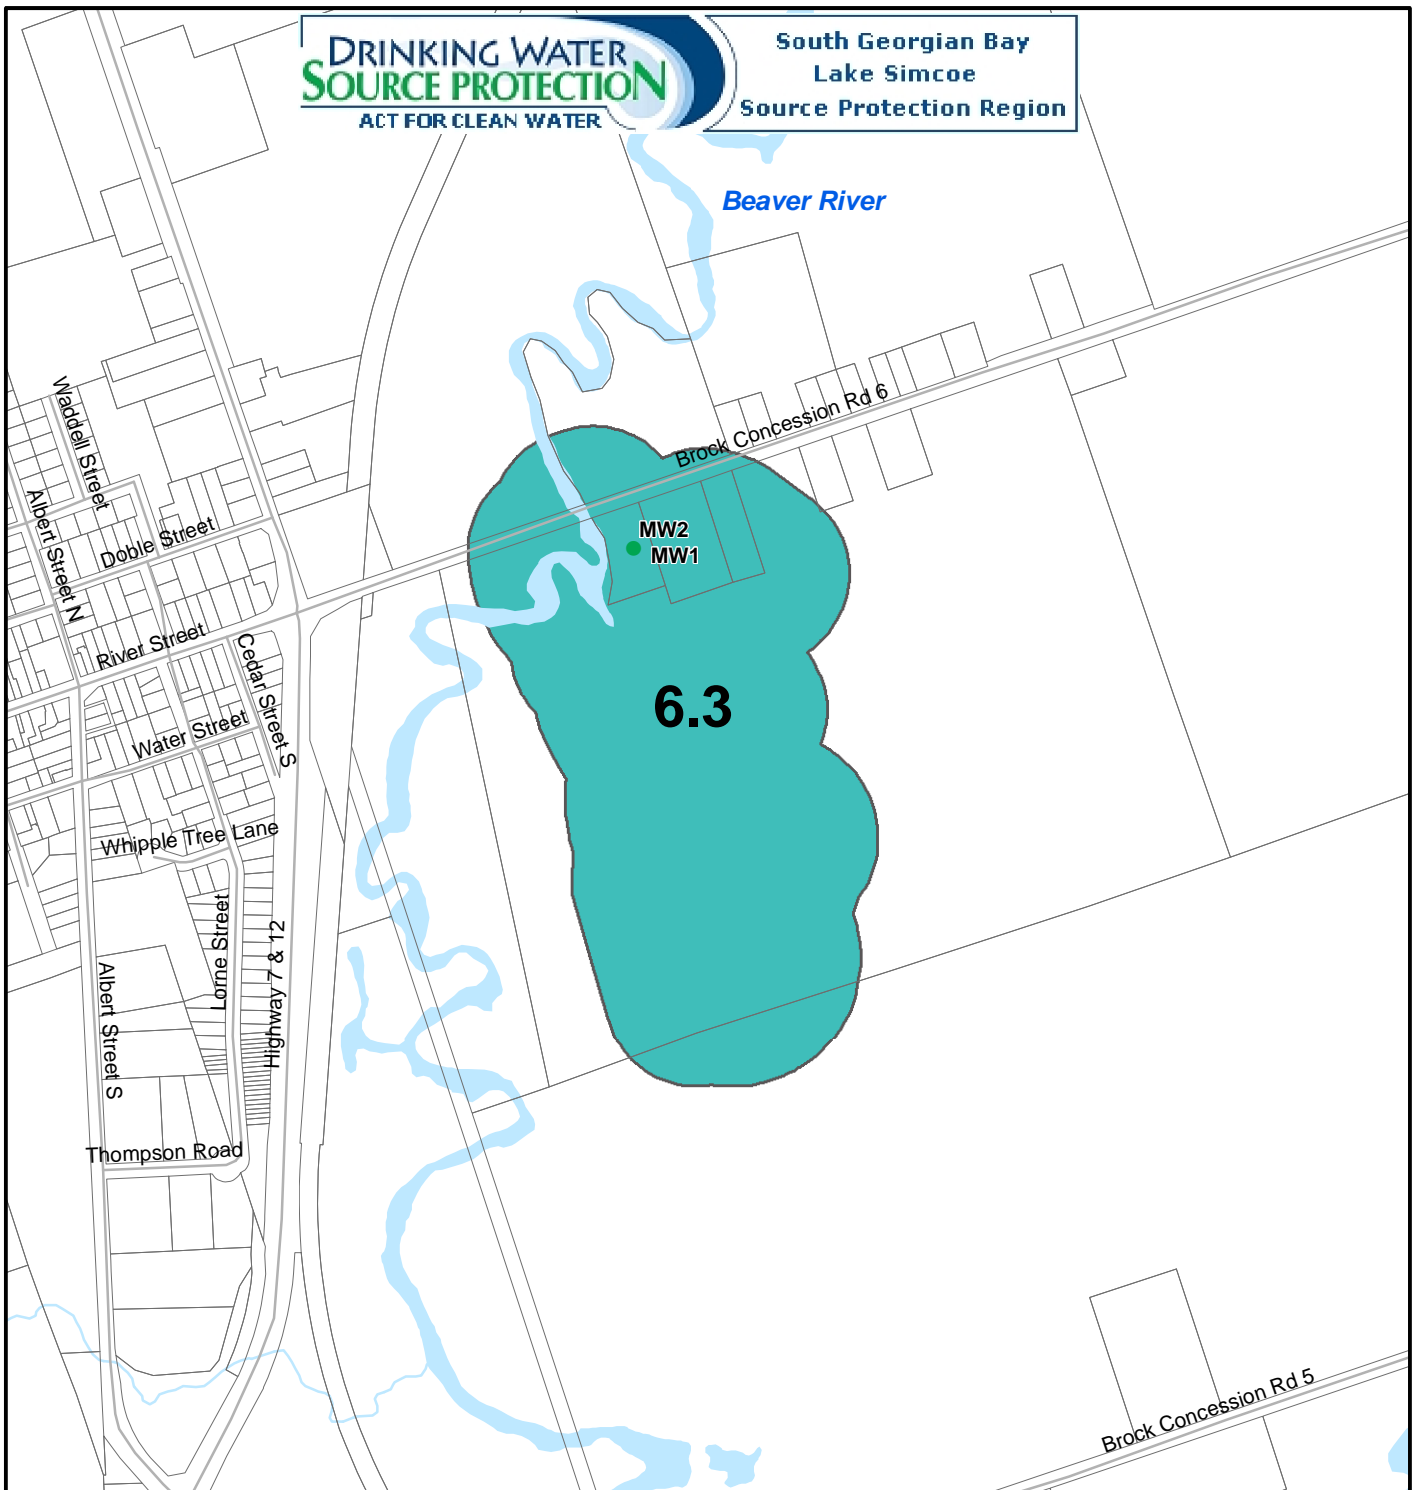 DRINKING WATER
SOURCE PROTECTION
ACT FOR CLEAN WATER
South Georgian Bay
Lake Simcoe
Source Protection Region
Beaver River
Brock Concession Rd 6
Waddell Street
Albert Street N
Doble Street
MW2
MW1
River Street
Cedar Street S
6.3
Water Street
Whipple Tree Lane
Lorne Street
Highway 7 & 12
Albert Street S
Thompson Road
Brock Concession Rd 5